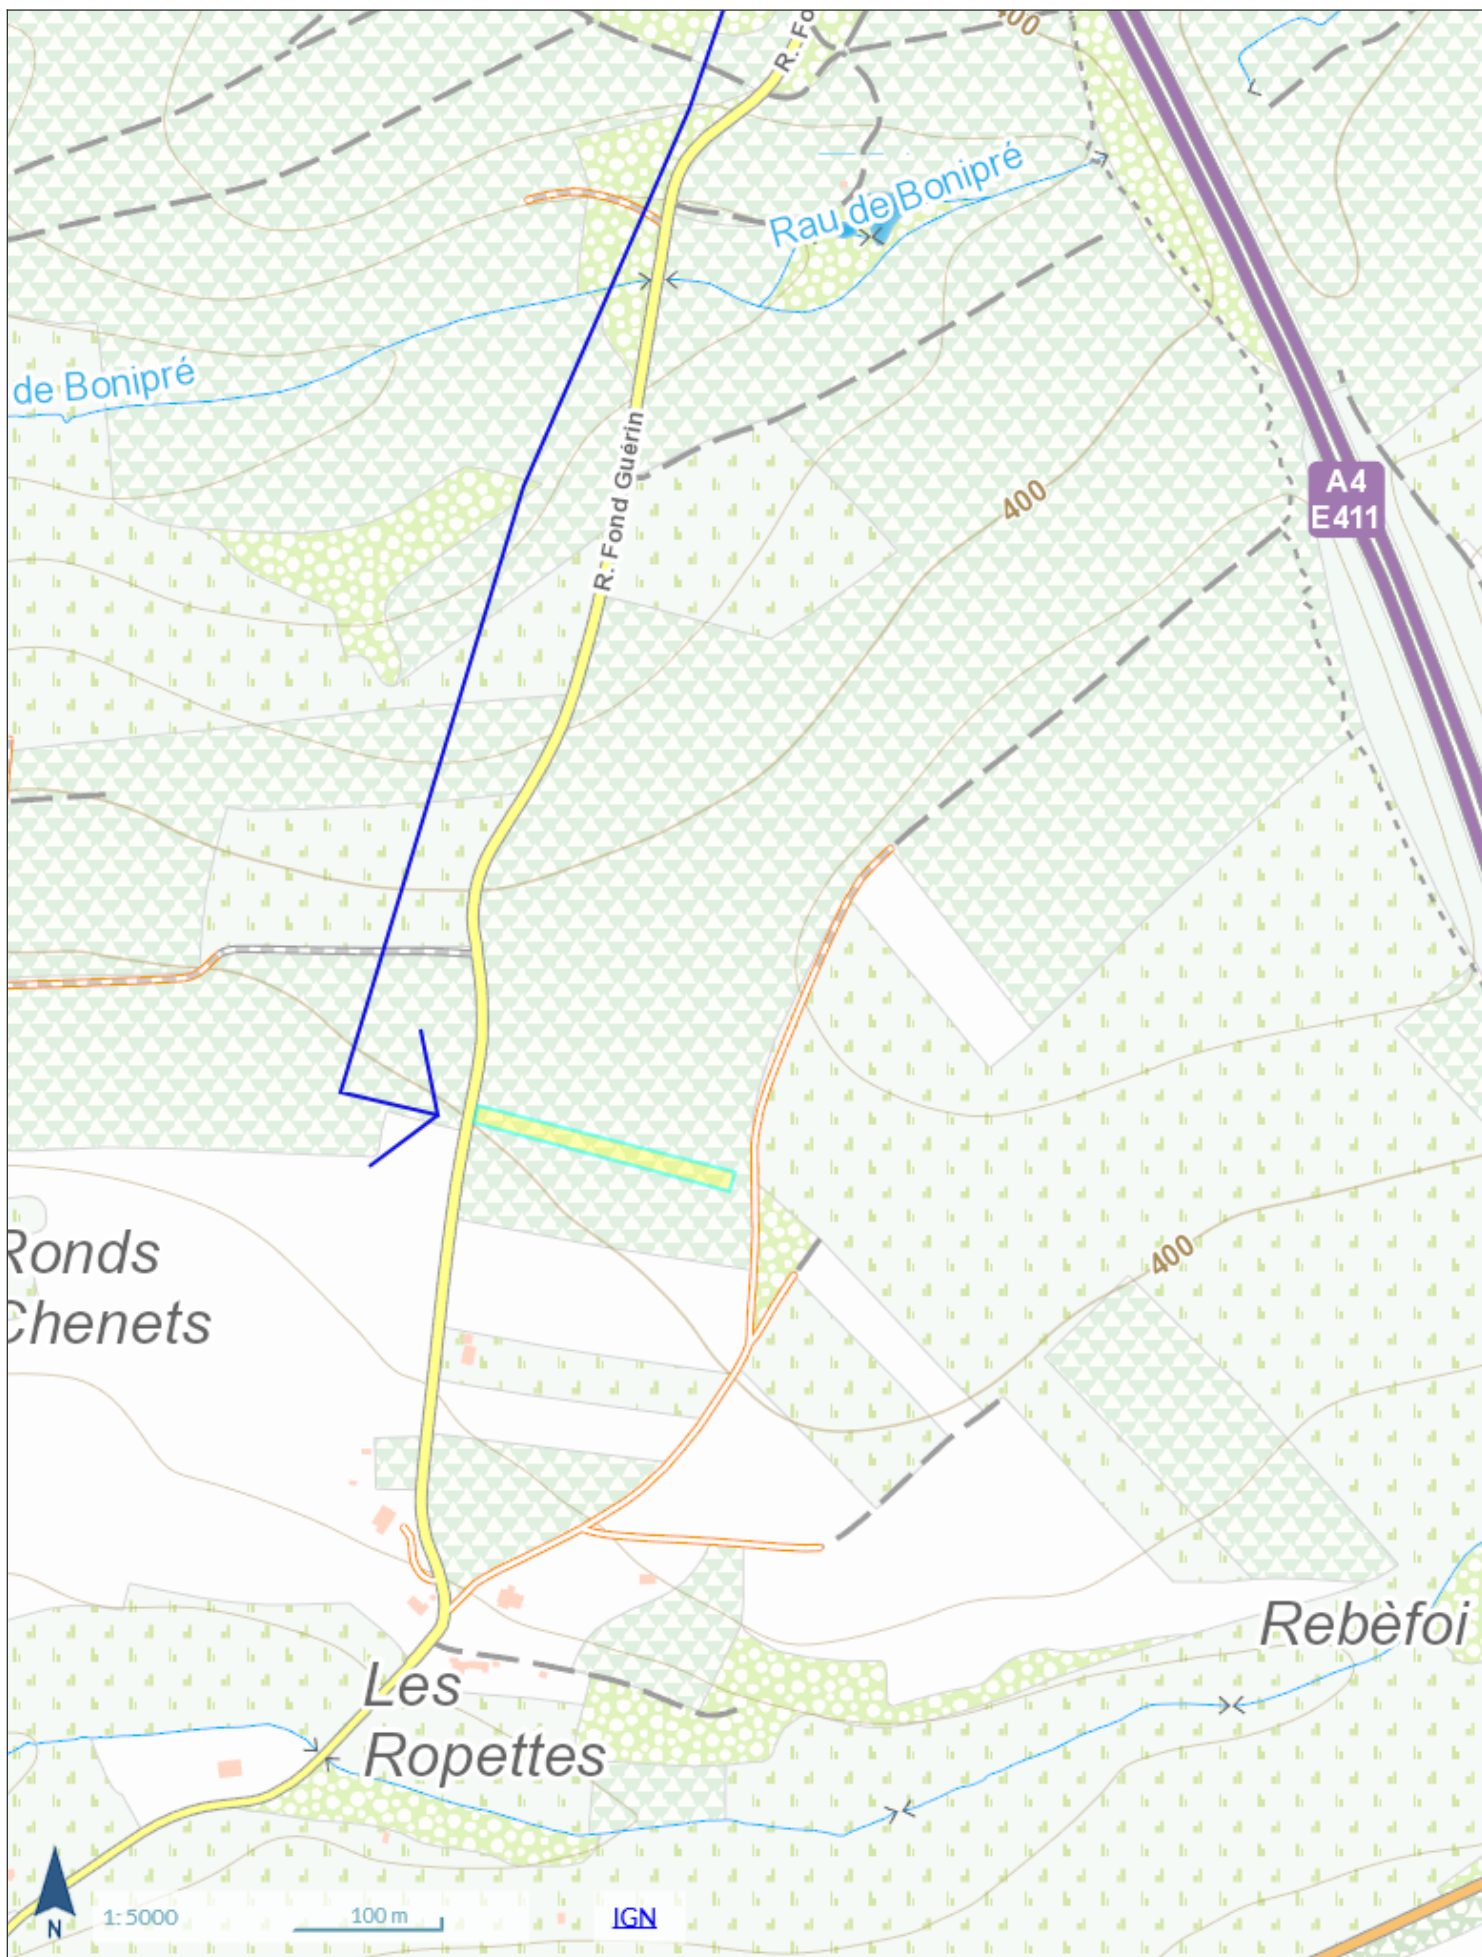 400
R. Fo
Rau de Bonipré
de Bonipré
R. Fond Guérin
400
A4
E411
Ronds
Chenets
400
Rebèfoi
Les
Ropettes
N
1:5000
100 m
IGN